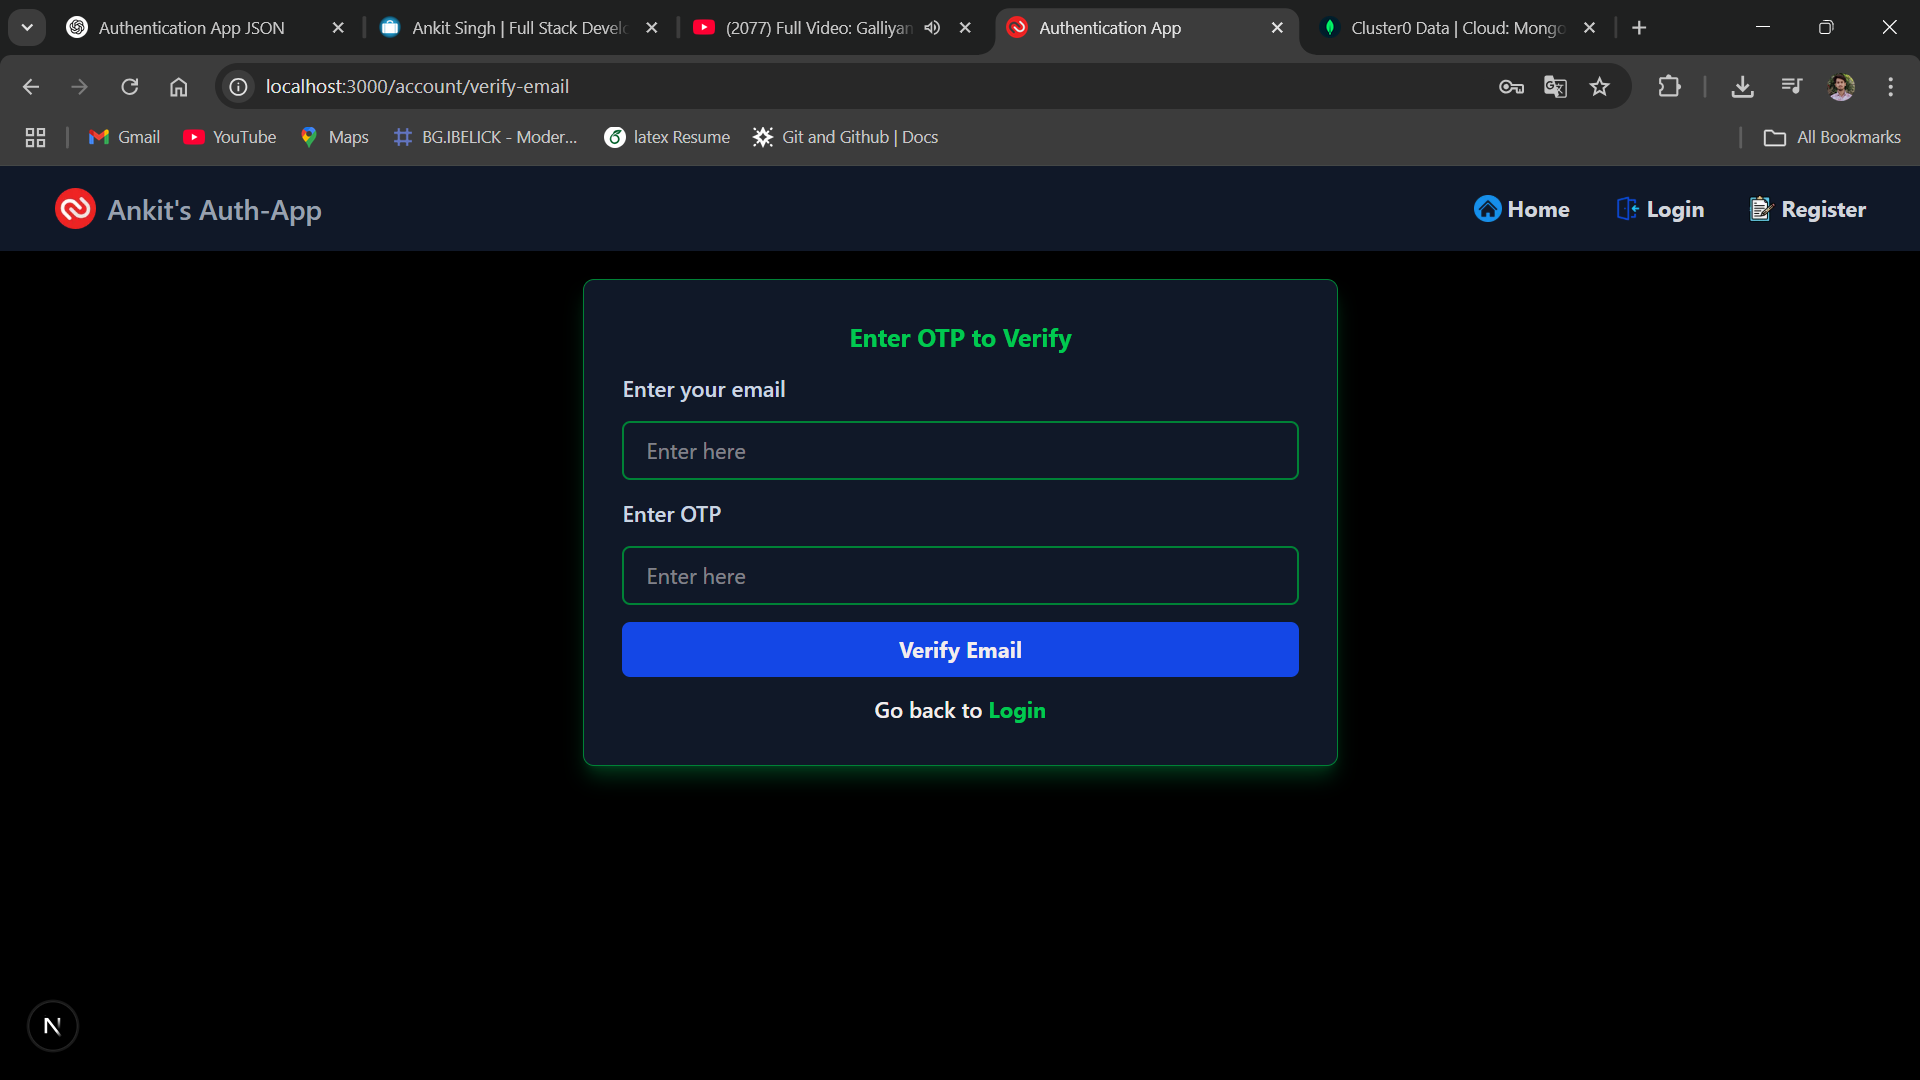 Authentication App JSON
Ankit Singh | Full Stack Devel
(2077) Full Video: Galliyan
Authentication App
Cluster0 Data | Cloud: Mongo
localhost:3000/account/verify-email
Gmail
YouTube
Maps
BG.IBELICK - Moder...
latex Resume
Git and Github | Docs
All Bookmarks
Ankit's Auth-App
Home
Login
Register
Enter OTP to Verify
Enter your email
Enter here
Enter OTP
Enter here
Verify Email
Go back to Login
N